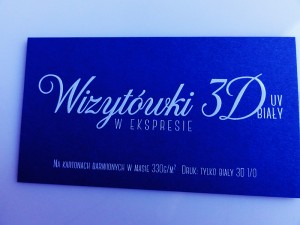 Wizytówki 3D UV
BIAŁY
W EKSPRESIE
NA KARTONACH BARWIONYCH W MASIE 330G/M² DRUK: TYLKO BIAŁY 3D 1/0